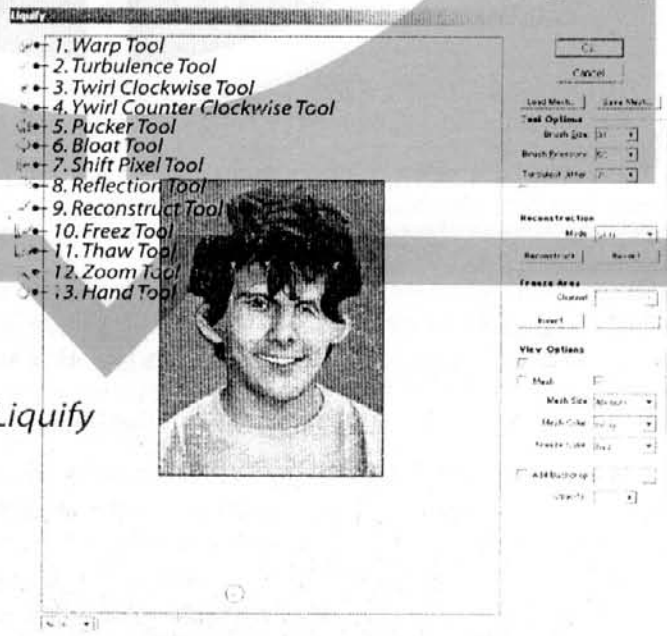 Liquify
1. Warp Tool
2. Turbulence Tool
3. Twirl Clockwise Tool
4. Ywirl Counter Clockwise Tool
5. Pucker Tool
6. Bloat Tool
7. Shift Pixel Tool
8. Reflection Tool
9. Reconstruct Tool
10. Freez Tool
11. Thaw Tool
12. Zoom Tool
13. Hand Tool
Liquify
Cancel
Load Mesh... Save Mesh...
Tool Options
Brush Size
Brush Pressure
Turbulent Jitter
Reconstruction
Mode
Reconstruct Revert
Freeze Area
Channel
Invert
View Options
Mesh
Mesh Size
Mesh Color
Freeze Color
Add Backdrop